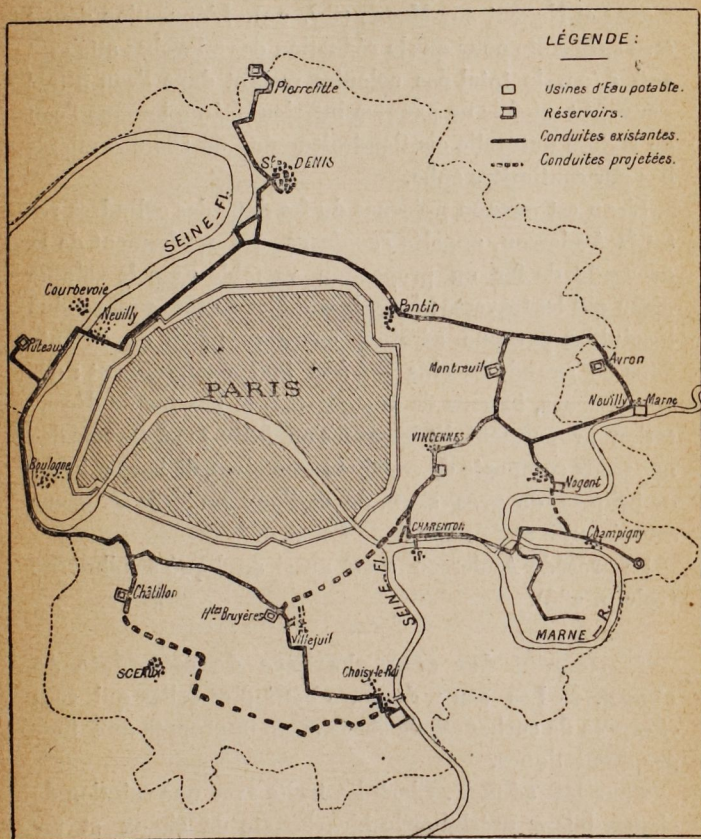 LÉGENDE :
Usines d'Eau potable.
Réservoirs.
Conduites existantes.
Conduites projetées.
Pierrefitte
St DENIS
SEINE_Fl.
Courbevoie
Neuilly
Puteaux
Pantin
PARIS
Montreuil
Avron
Neuilly-s-Marne
VINCENNES
Boulogne
Nogent
CHARENTON
Champigny
SEINE_Fl.
MARNE_R.
Châtillon
Htes Bruyères
Villejuif
SCEAUX
Choisy-le-Roi